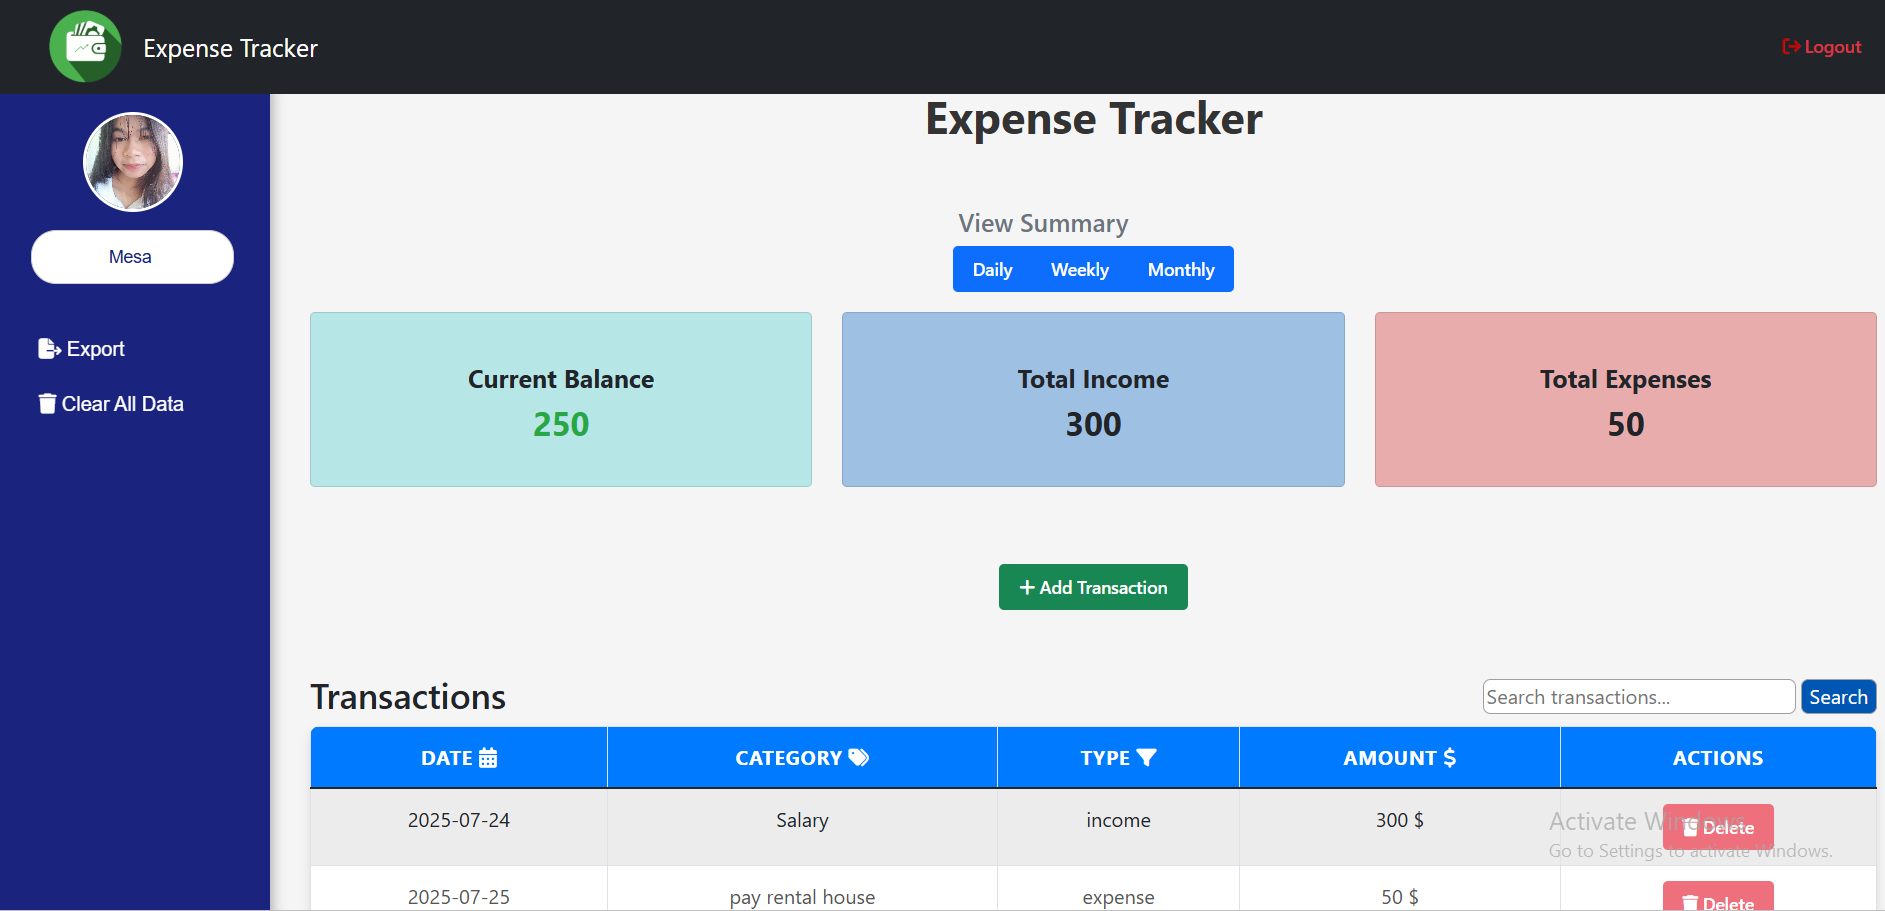 Expense Tracker
Logout
Mesa
Export
Clear All Data
Expense Tracker
View Summary
Daily Weekly Monthly
Current Balance
250
Total Income
300
Total Expenses
50
+ Add Transaction
Transactions
Search transactions... Search
DATE CATEGORY TYPE AMOUNT $ ACTIONS
2025-07-24 Salary income 300 $ Delete
2025-07-25 pay rental house expense 50 $ Delete
Activate Windows
Go to Settings to activate Windows.